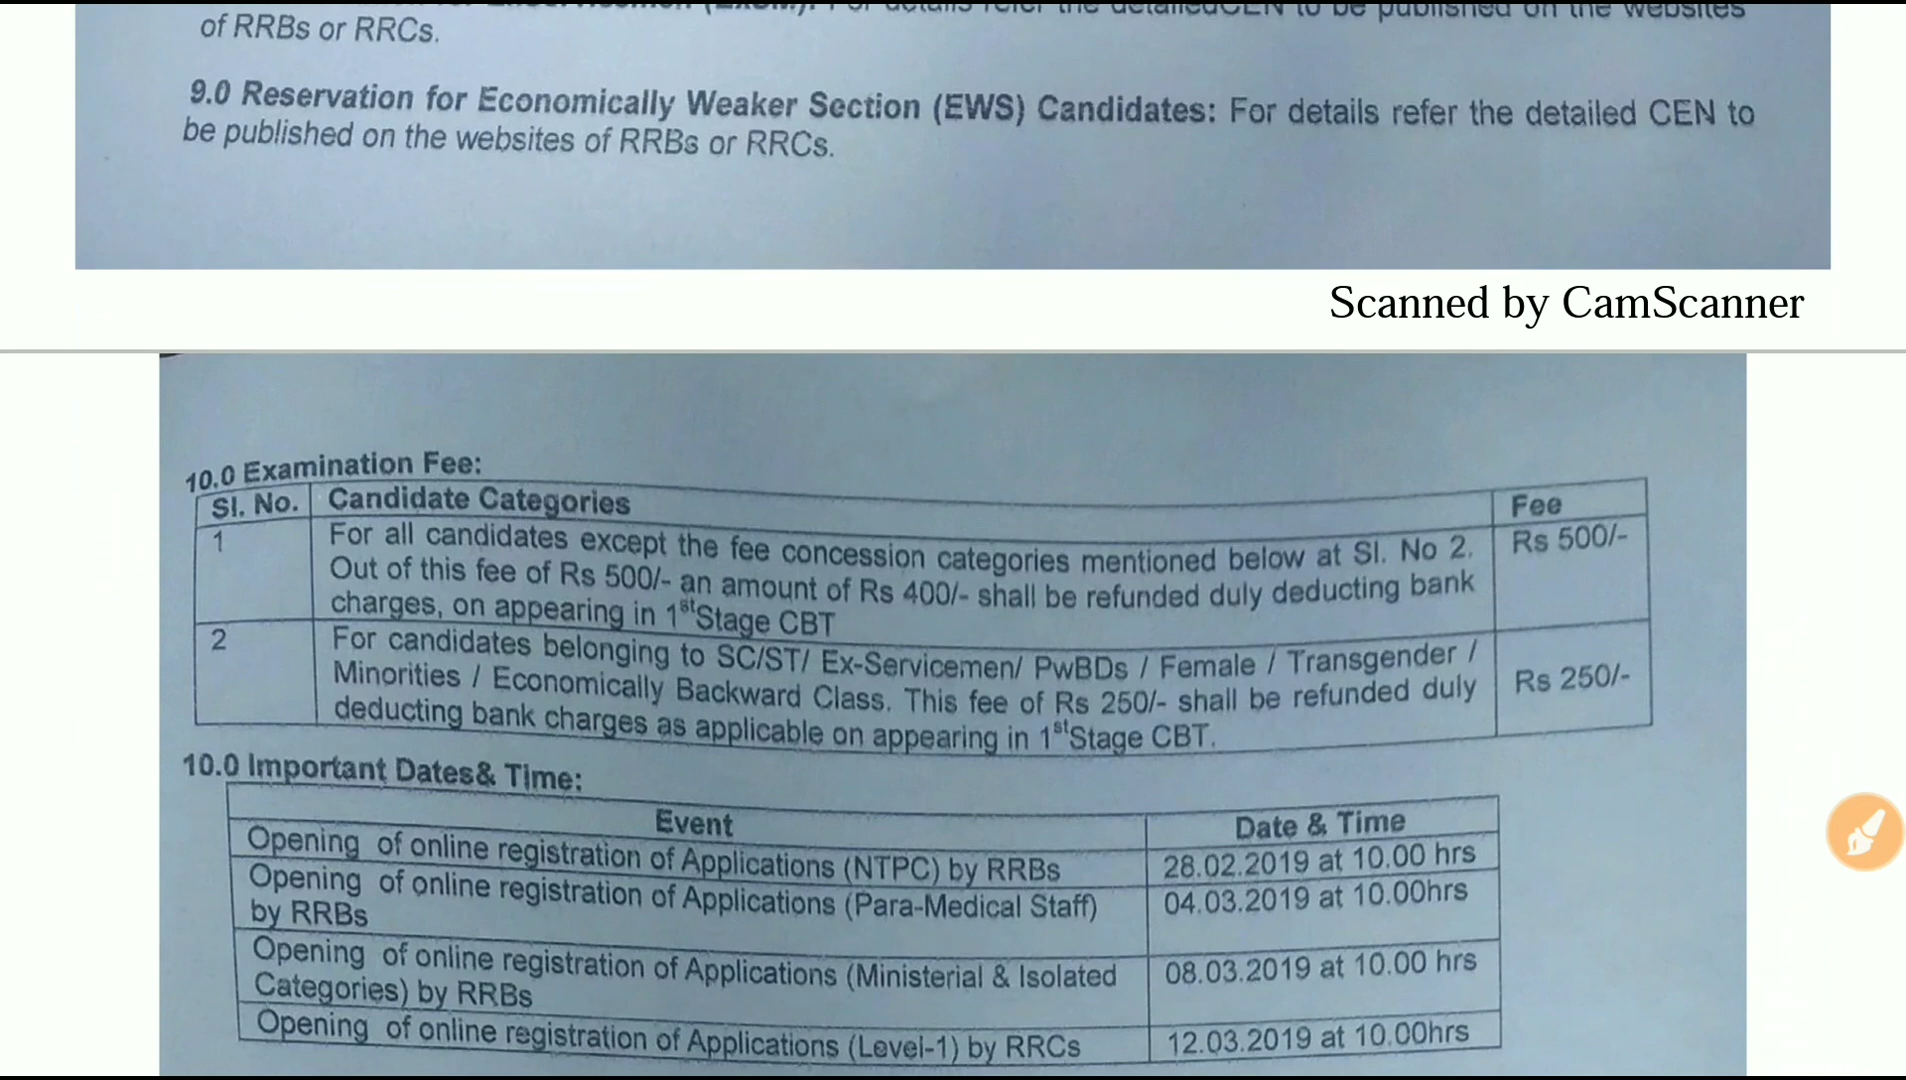 to be published on the websites
of RRBs or RRCs.
9.0 Reservation for Economically Weaker Section (EWS) Candidates: For details refer the detailed CEN to
be published on the websites of RRBs or RRCs.
Scanned by CamScanner
10.0 Examination Fee:
Sl. No. Candidate Categories Fee
1 For all candidates except the fee concession categories mentioned below at Sl. No 2. Rs 500/-
Out of this fee of Rs 500/- an amount of Rs 400/- shall be refunded duly deducting bank
charges, on appearing in 1stStage CBT
2 For candidates belonging to SC/ST/ Ex-Servicemen/ PwBDs / Female / Transgender /
Minorities / Economically Backward Class. This fee of Rs 250/- shall be refunded duly Rs 250/-
deducting bank charges as applicable on appearing in 1stStage CBT.
10.0 Important Dates& Time:
Event Date & Time
Opening of online registration of Applications (NTPC) by RRBs 28.02.2019 at 10.00 hrs
Opening of online registration of Applications (Para-Medical Staff) 04.03.2019 at 10.00hrs
by RRBs
Opening of online registration of Applications (Ministerial & Isolated 08.03.2019 at 10.00 hrs
Categories) by RRBs
Opening of online registration of Applications (Level-1) by RRCs 12.03.2019 at 10.00hrs